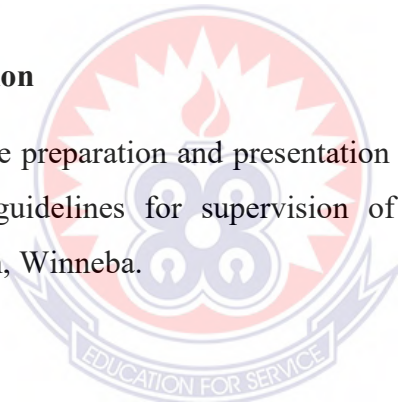 on
e preparation and presentation
guidelines for supervision of
, Winneba.
EDUCATION FOR SERVICE